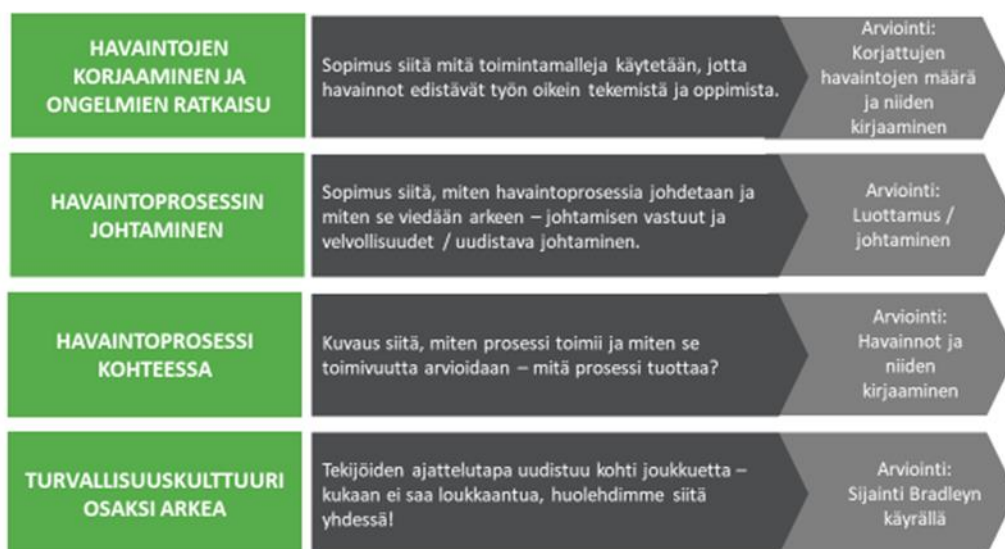 HAVAINTOJEN
KORJAAMINEN JA
ONGELMIEN RATKAISU
Sopimus siitä mitä toimintamalleja käytetään, jotta
havainnot edistävät työn oikein tekemistä ja oppimista.
Arviointi:
Korjattujen
havaintojen määrä
ja niiden
kirjaaminen
HAVAINTOPROSESSIN
JOHTAMINEN
Sopimus siitä, miten havaintoprosessia johdetaan ja
miten se viedään arkeen – johtamisen vastuut ja
velvollisuudet / uudistava johtaminen.
Arviointi:
Luottamus /
johtaminen
HAVAINTOPROSESSI
KOHTEESSA
Kuvaus siitä, miten prosessi toimii ja miten se
toimivuutta arvioidaan – mitä prosessi tuottaa?
Arviointi:
Havainnot ja
niiden
kirjaaminen
TURVALLISUUSKULTTUURI
OSAKSI ARKEA
Tekijöiden ajattelutapa uudistuu kohti joukkuetta –
kukaan ei saa loukkaantua, huolehdimme siitä
yhdessä!
Arviointi:
Sijainti Bradleyn
käyrällä